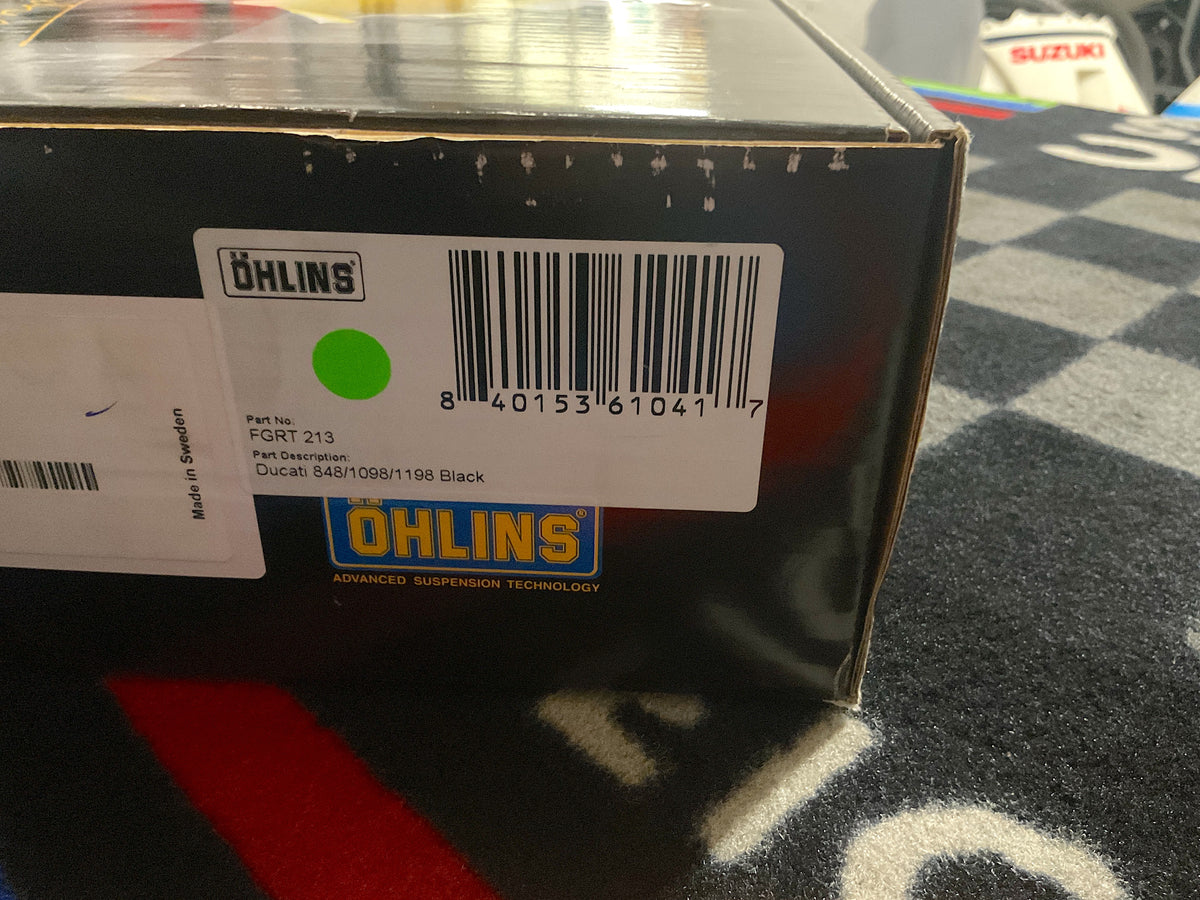 SUZUKI
ÖHLINS
8 40153 61041 7
Part No:
FGRT 213
Part Description:
Ducati 848/1098/1198 Black
Made in Sweden
ÖHLINS®
ADVANCED SUSPENSION TECHNOLOGY